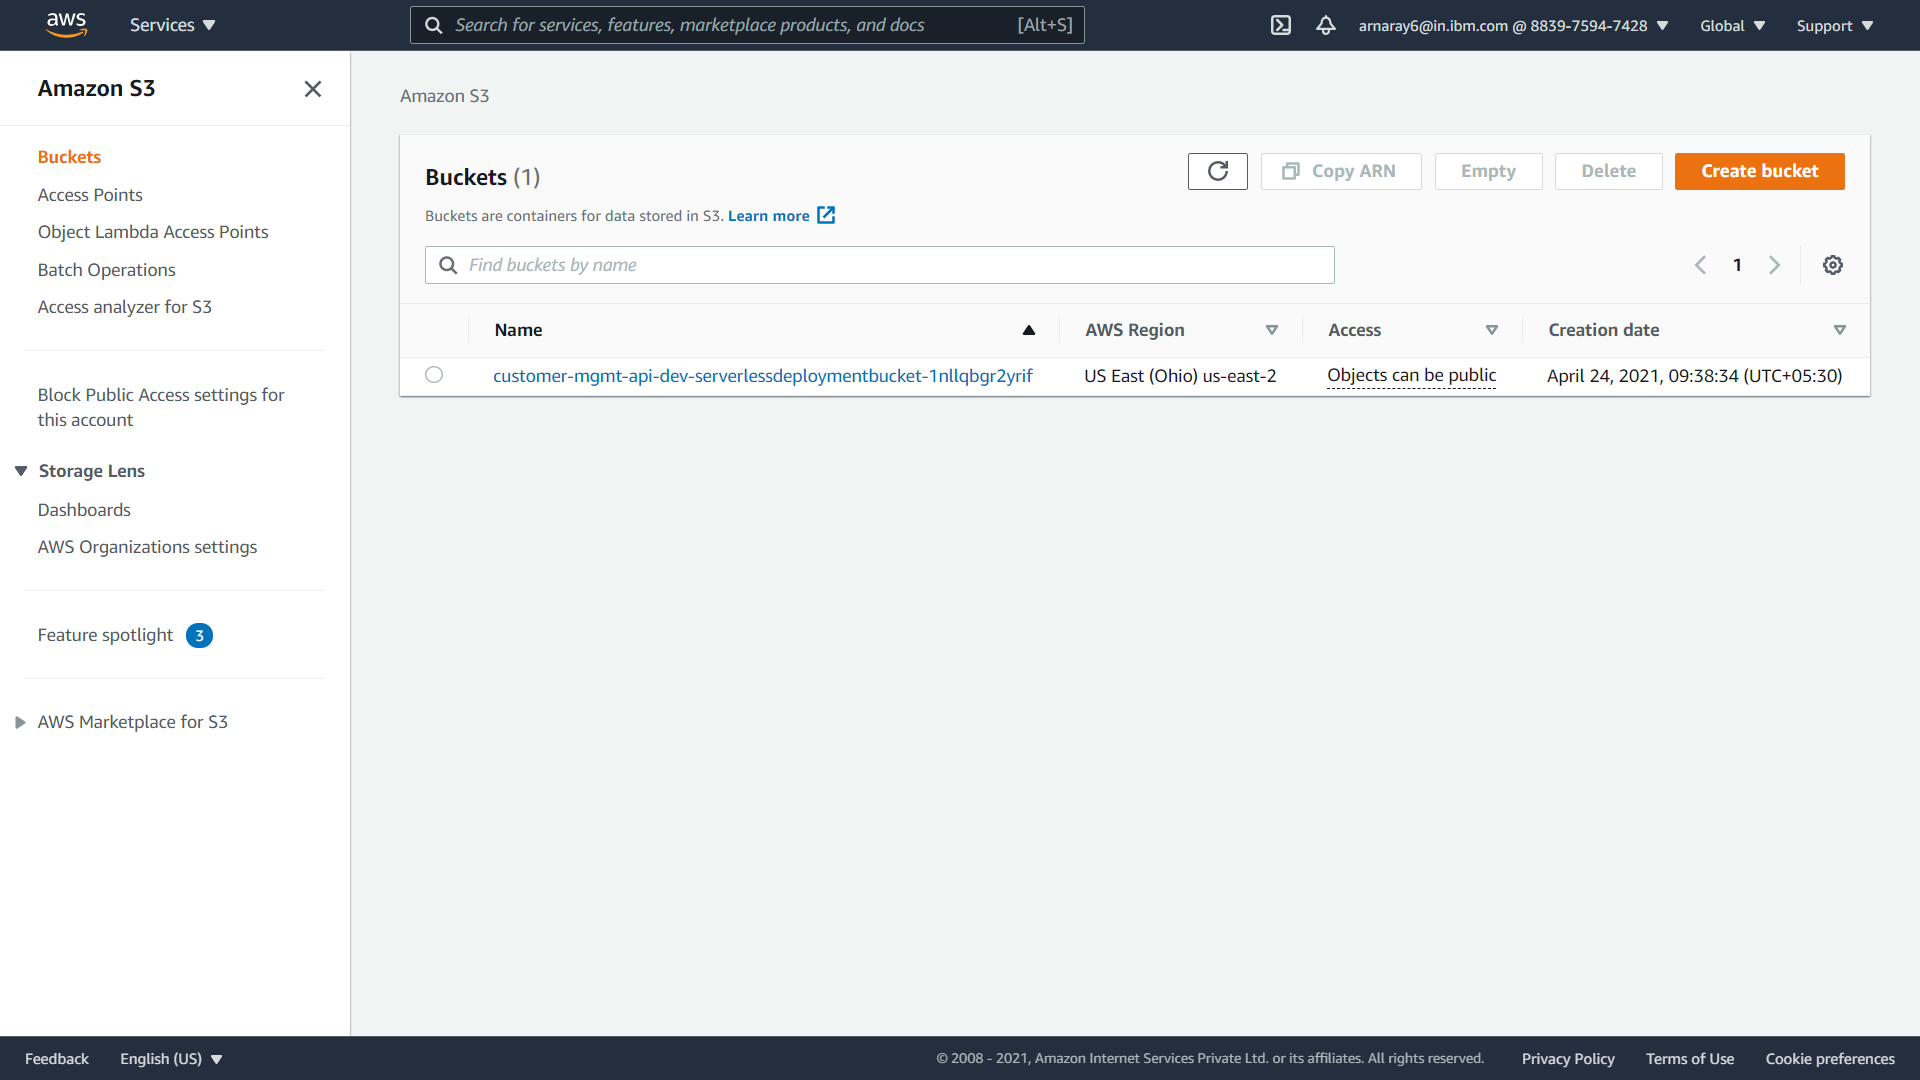 aws
Services
Search for services, features, marketplace products, and docs
[Alt+S]
arnaray6@in.ibm.com @ 8839-7594-7428
Global
Support
Amazon S3
Buckets
Access Points
Object Lambda Access Points
Batch Operations
Access analyzer for S3
Block Public Access settings for
this account
Storage Lens
Dashboards
AWS Organizations settings
Feature spotlight 3
AWS Marketplace for S3
Amazon S3
Buckets (1)
Copy ARN
Empty
Delete
Create bucket
Buckets are containers for data stored in S3. Learn more
Find buckets by name
1
Name
AWS Region
Access
Creation date
customer-mgmt-api-dev-serverlessdeploymentbucket-1nllqbgr2yrif
US East (Ohio) us-east-2
Objects can be public
April 24, 2021, 09:38:34 (UTC+05:30)
Feedback
English (US)
© 2008 - 2021, Amazon Internet Services Private Ltd. or its affiliates. All rights reserved.
Privacy Policy
Terms of Use
Cookie preferences